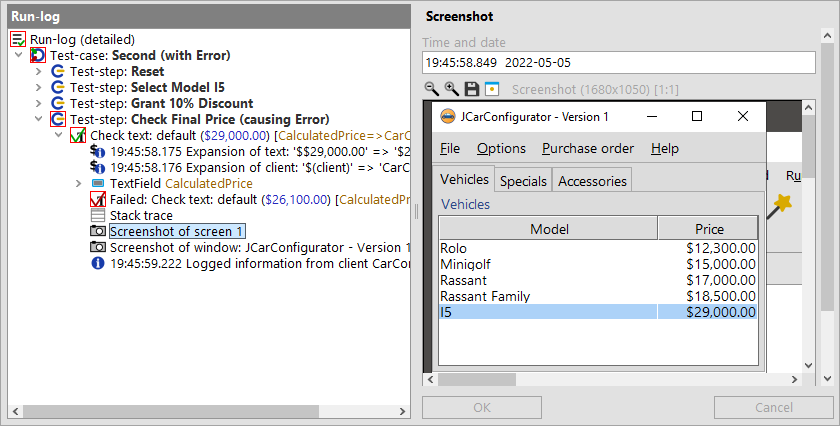 Run-log
Run-log (detailed)
Test-case: Second (with Error)
Test-step: Reset
Test-step: Select Model I5
Test-step: Grant 10% Discount
Test-step: Check Final Price (causing Error)
Check text: default ($29,000.00) [CalculatedPrice=>CarC
19:45:58.175 Expansion of text: '$$29,000.00' => '$2
19:45:58.176 Expansion of client: '$(client)' => 'CarC
TextField CalculatedPrice
Failed: Check text: default ($26,100.00) [Calculated
Stack trace
Screenshot of screen 1
Screenshot of window: JCarConfigurator - Version 1
19:45:59.222 Logged information from client CarCo
Screenshot
Time and date
19:45:58.849 2022-05-05
Screenshot (1680x1050) [1:1]
JCarConfigurator - Version 1
File Options Purchase order Help
Ru
Vehicles Specials Accessories
Vehicles
Model Price
Rolo $12,300.00
Minigolf $15,000.00
Rassant $17,000.00
Rassant Family $18,500.00
I5 $29,000.00
OK Cancel